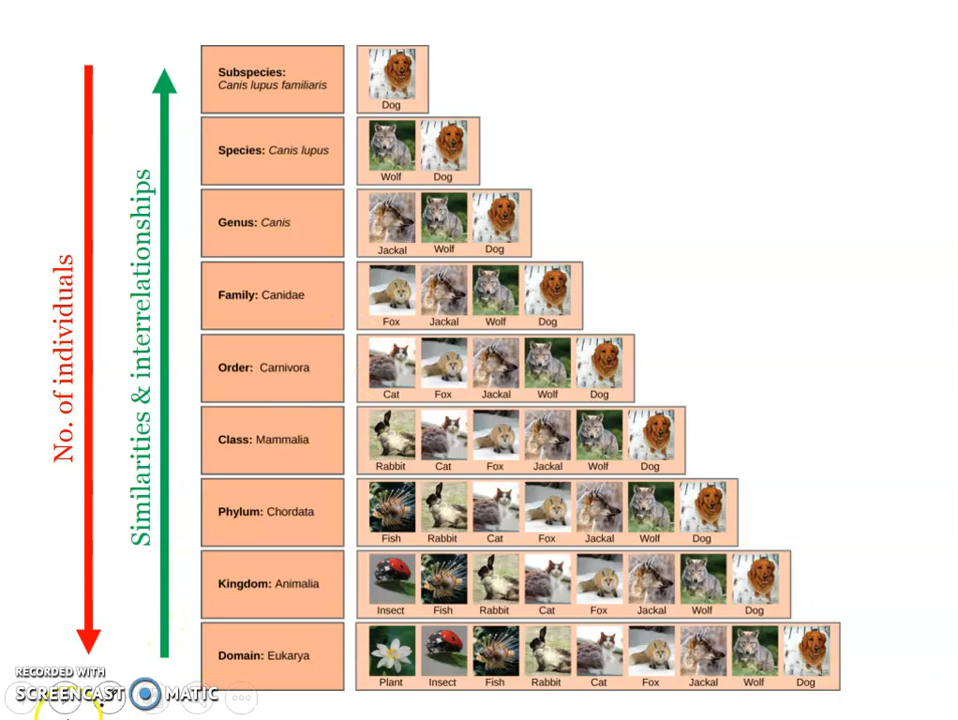 No. of individuals
Similarities & interrelationships
Subspecies:
Canis lupus familiaris
Dog
Species: Canis lupus
Wolf Dog
Genus: Canis
Jackal Wolf Dog
Family: Canidae
Fox Jackal Wolf Dog
Order: Carnivora
Cat Fox Jackal Wolf Dog
Class: Mammalia
Rabbit Cat Fox Jackal Wolf Dog
Phylum: Chordata
Fish Rabbit Cat Fox Jackal Wolf Dog
Kingdom: Animalia
Insect Fish Rabbit Cat Fox Jackal Wolf Dog
Domain: Eukarya
Plant Insect Fish Rabbit Cat Fox Jackal Wolf Dog
RECORDED WITH
SCREENCAST MATIC